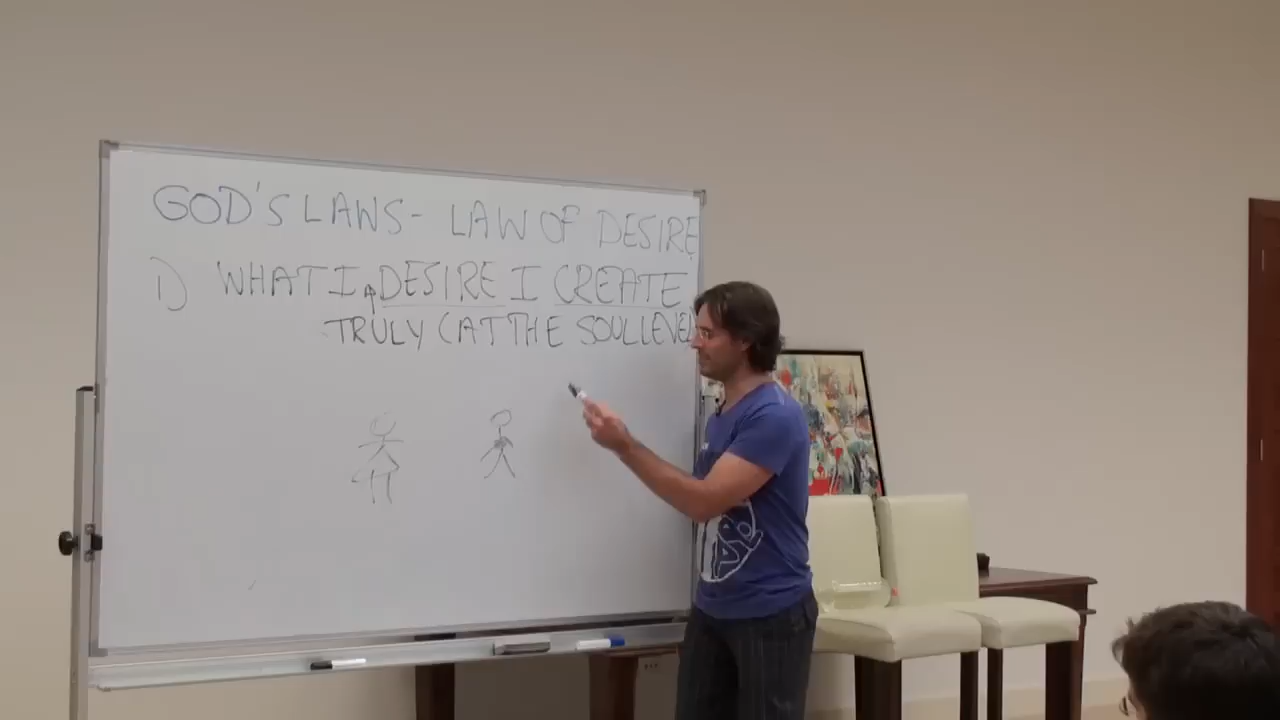 GOD'S LAWS - LAW OF DESIRE
1) WHAT I DESIRE I CREATE
TRULY (AT THE SOUL LEVEL